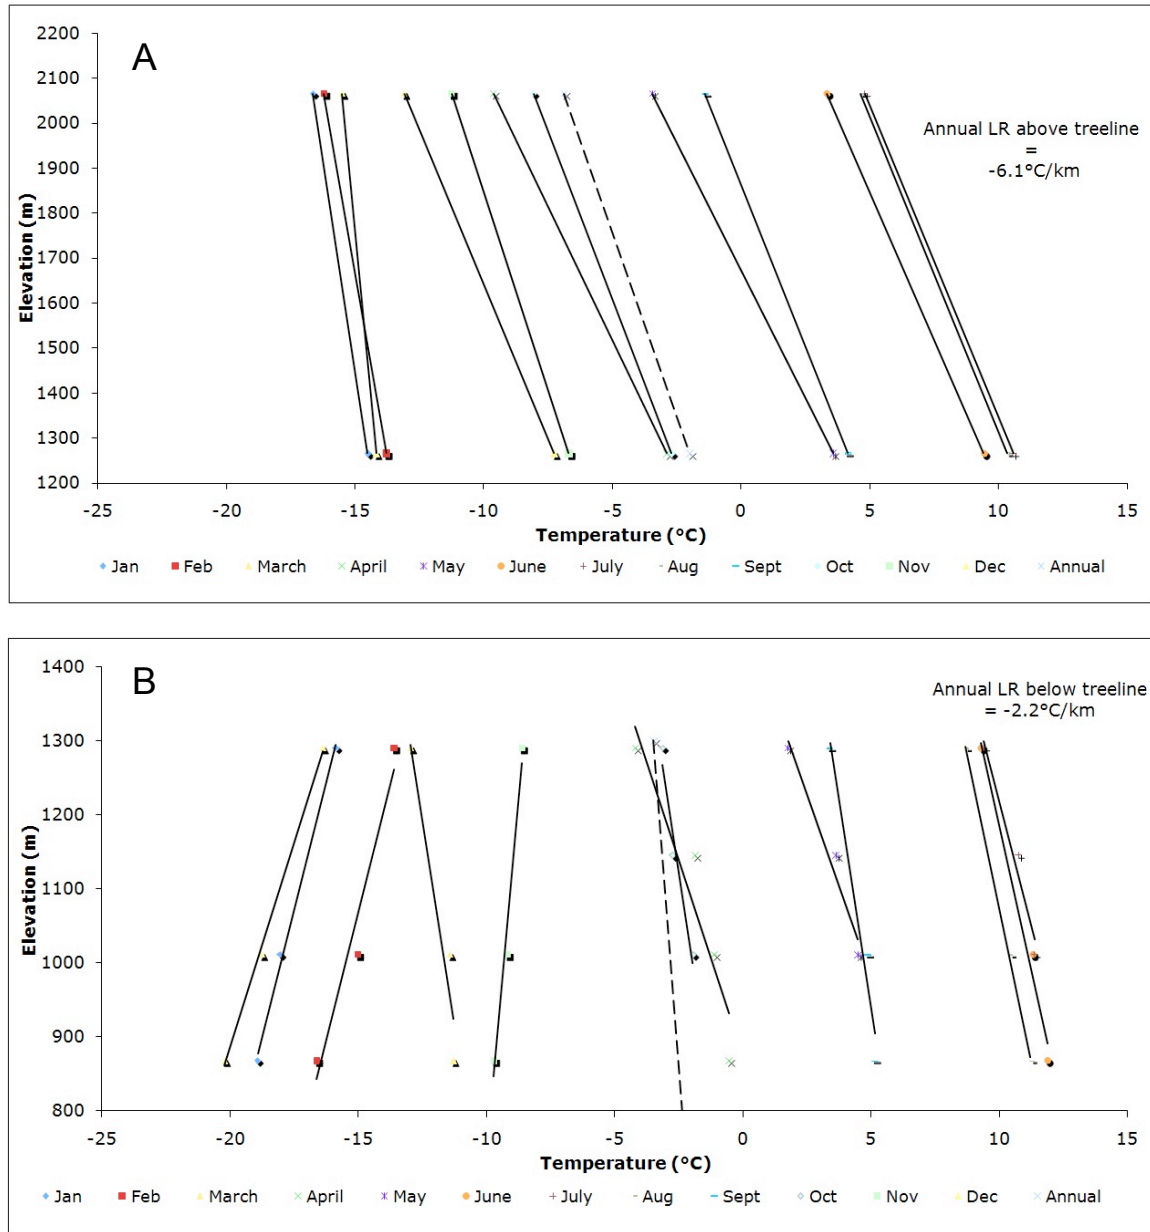 A
2200
2100
2000
1900
1800
1700
1600
1500
1400
1300
1200
Elevation (m)
Annual LR above treeline
=
-6.1°C/km
-25 -20 -15 -10 -5 0 5 10 15
Temperature (°C)
Jan Feb March April May June July Aug Sept Oct Nov Dec Annual
B
1400
1300
1200
1100
1000
900
800
Elevation (m)
Annual LR below treeline
= -2.2°C/km
-25 -20 -15 -10 -5 0 5 10 15
Temperature (°C)
Jan Feb March April May June July Aug Sept Oct Nov Dec Annual